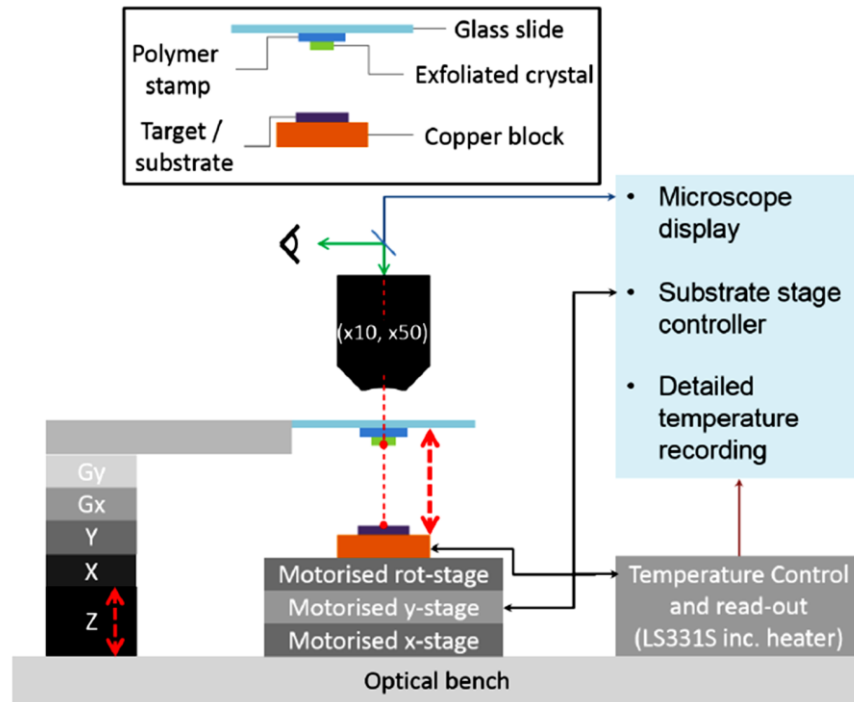 Glass slide
Polymer
stamp
Exfoliated crystal
Target /
substrate
Copper block
• Microscope
display
• Substrate stage
controller
• Detailed
temperature
recording
(x10, x50)
Gy
Gx
Y
X
Z
Motorised rot-stage
Motorised y-stage
Motorised x-stage
Temperature Control
and read-out
(LS331S inc. heater)
Optical bench